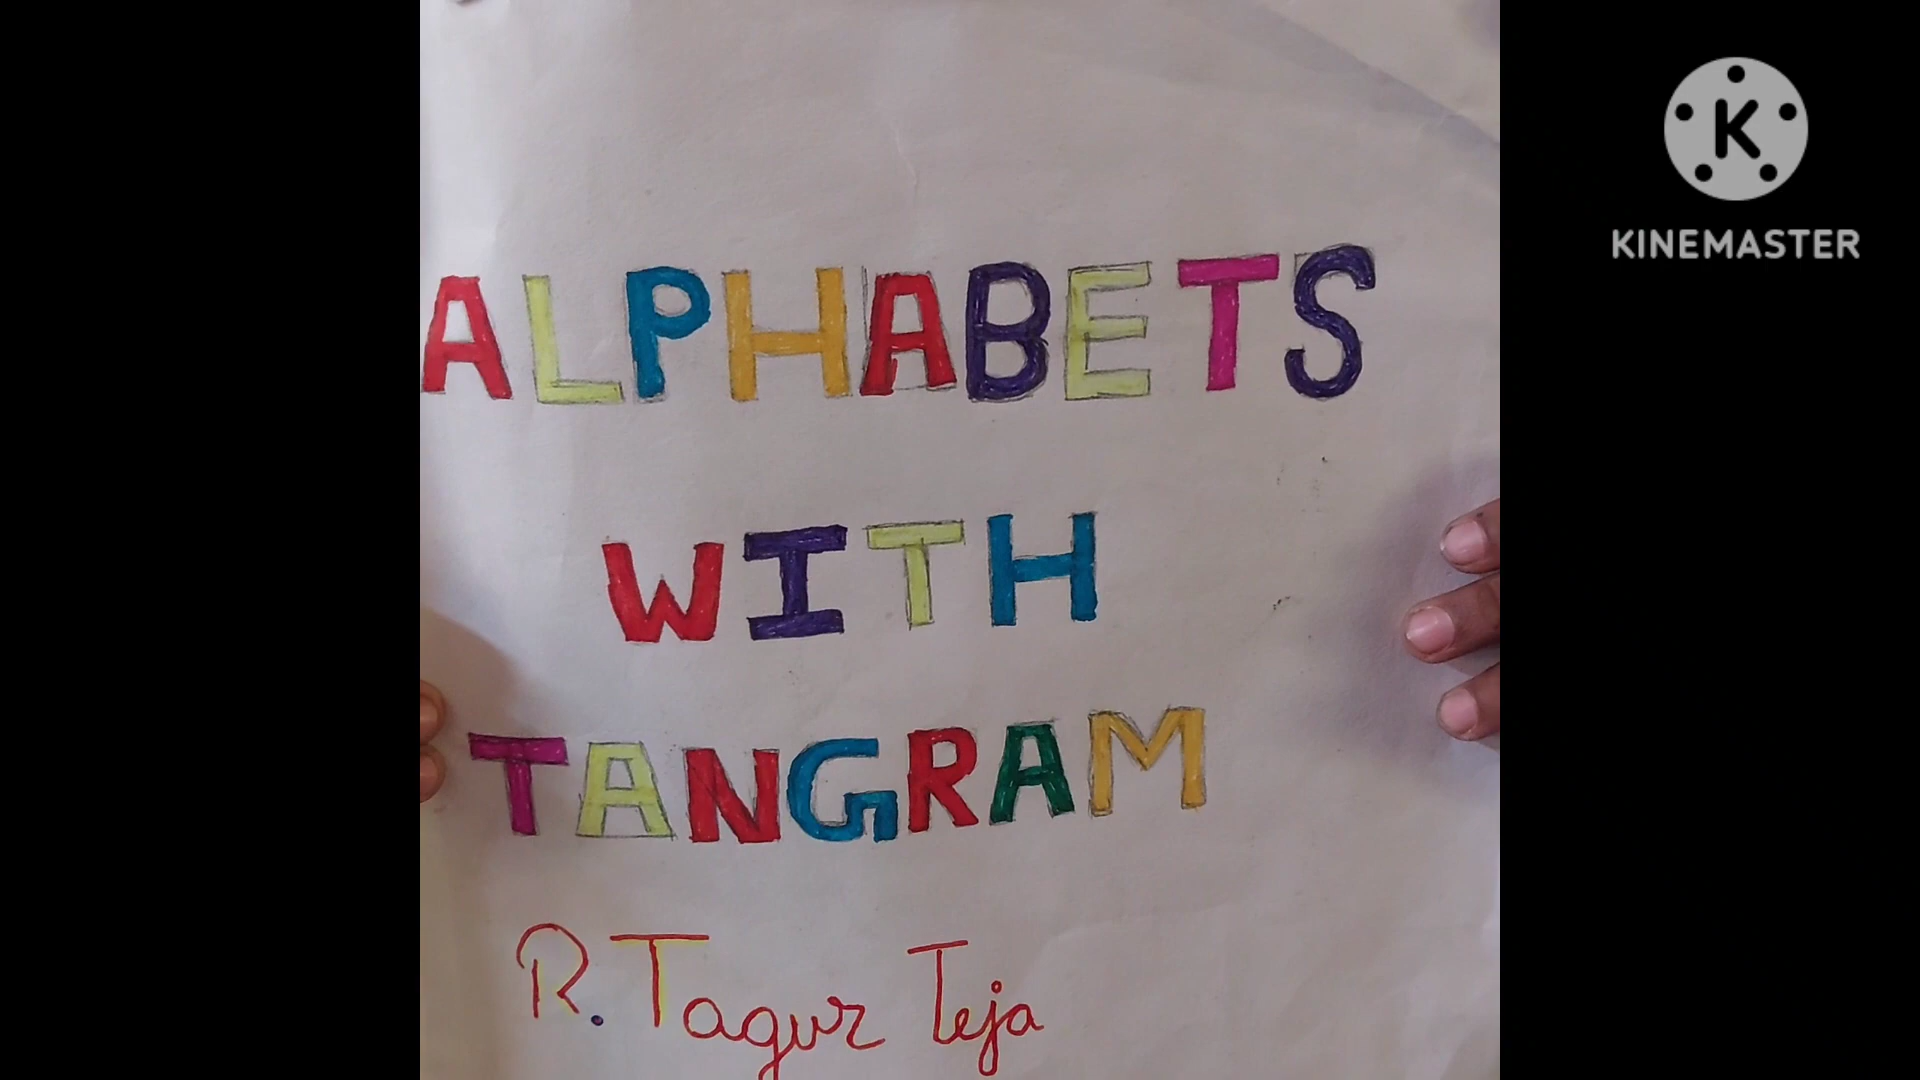 ALPHABETS
WITH
TANGRAM
R. Tagur Teja
K
KINEMASTER